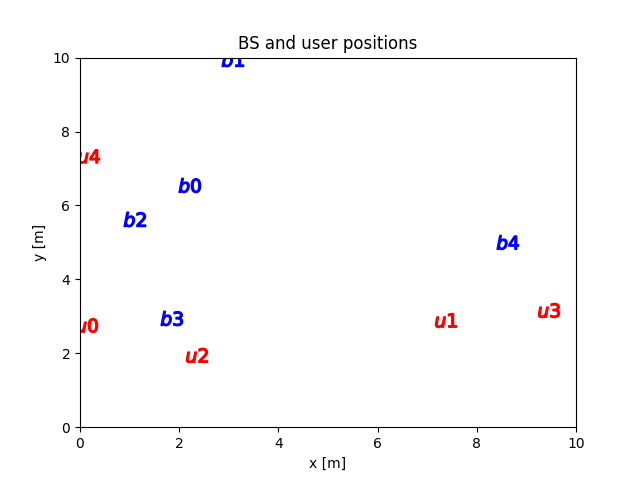 BS and user positions
10
b1
8
u4
b0
6
b2
b4
y [m]
4
u3
b3
u1
u0
2
u2
0
0 2 4 6 8 10
x [m]